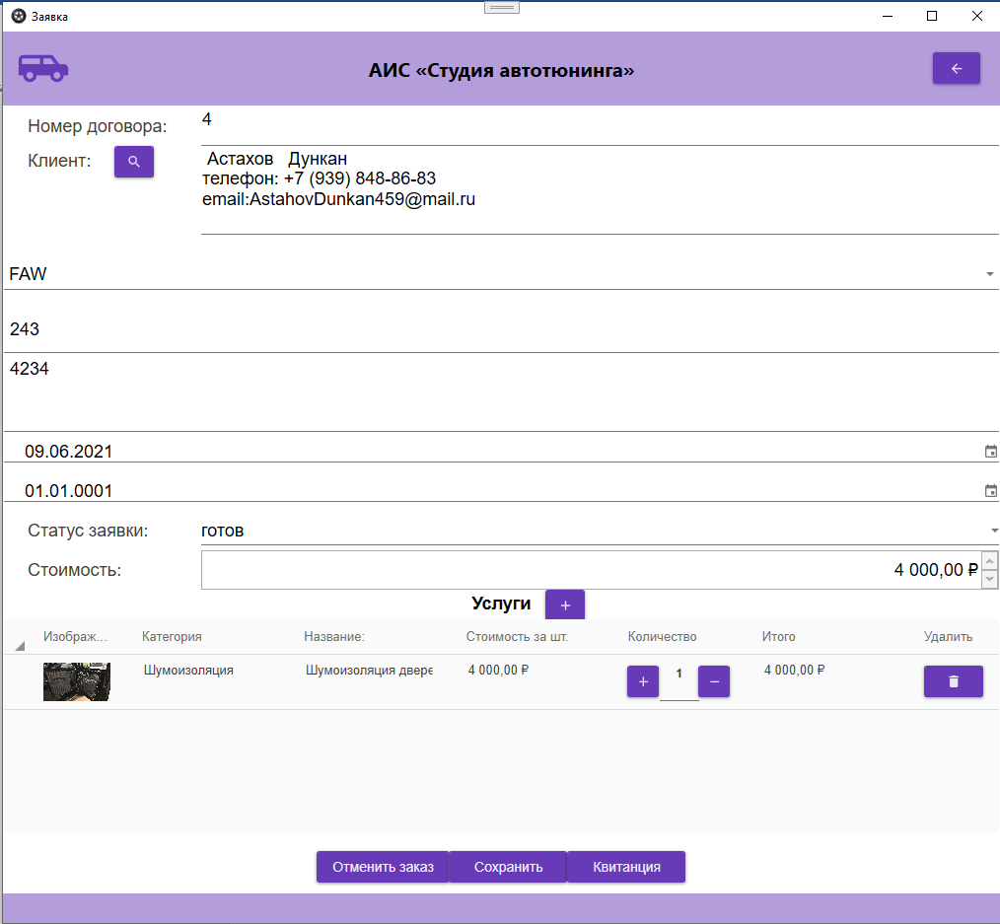 Заявка
АИС «Студия автотюнинга»
Номер договора: 4
Клиент: Астахов Дункан
телефон: +7 (939) 848-86-83
email:AstahovDunkan459@mail.ru
FAW
243
4234
09.06.2021
01.01.0001
Статус заявки: готов
Стоимость: 4 000,00 ₽
Услуги +
Изображ... Категория Название: Стоимость за шт. Количество Итого Удалить
Шумоизоляция Шумоизоляция двере 4 000,00 ₽ + 1 − 4 000,00 ₽
Отменить заказ Сохранить Квитанция